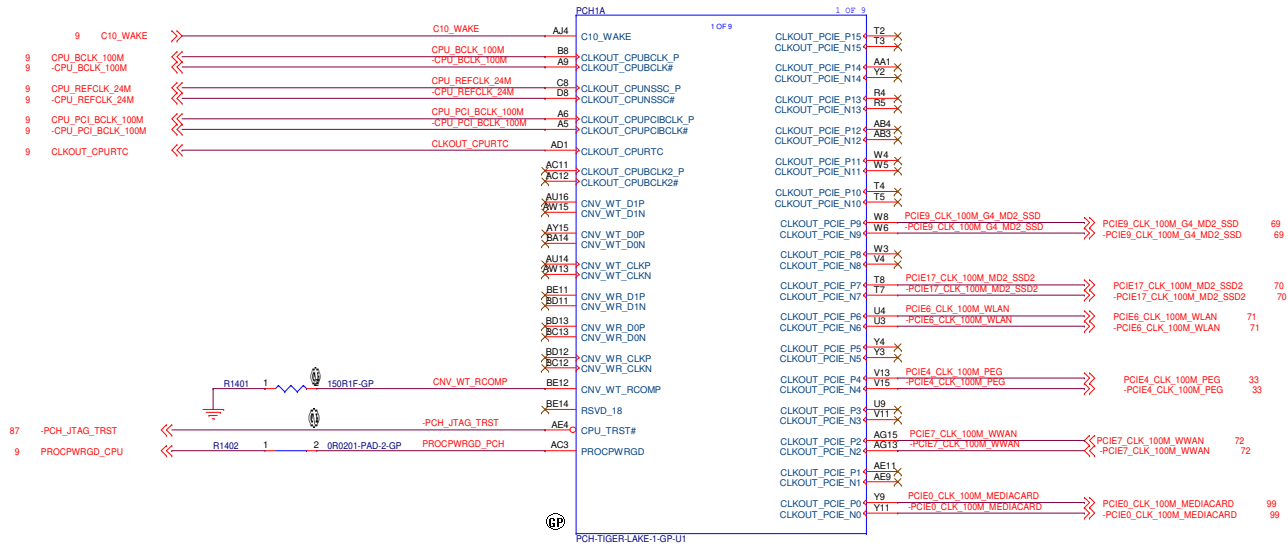 PCH1A
1 OF 9
1 OF 9
9 C10_WAKE C10_WAKE AJ4 C10_WAKE
9 CPU_BCLK_100M CPU_BCLK_100M B8 CLKOUT_CPUBCLK_P
9 -CPU_BCLK_100M -CPU_BCLK_100M A9 CLKOUT_CPUBCLK#
9 CPU_REFCLK_24M CPU_REFCLK_24M C8 CLKOUT_CPUNSSC_P
9 -CPU_REFCLK_24M -CPU_REFCLK_24M D8 CLKOUT_CPUNSSC#
9 CPU_PCI_BCLK_100M CPU_PCI_BCLK_100M A6 CLKOUT_CPUPCIBCLK_P
9 -CPU_PCI_BCLK_100M -CPU_PCI_BCLK_100M A5 CLKOUT_CPUPCIBCLK#
9 CLKOUT_CPURTC CLKOUT_CPURTC AD1 CLKOUT_CPURTC
AC11 CLKOUT_CPUBCLK2_P
AC12 CLKOUT_CPUBCLK2#
AU16 CNV_WT_D1P
AW15 CNV_WT_D1N
AY15 CNV_WT_D0P
BA14 CNV_WT_D0N
AU14 CNV_WT_CLKP
AW13 CNV_WT_CLKN
BE11 CNV_WR_D1P
BD11 CNV_WR_D1N
BD13 CNV_WR_D0P
BC13 CNV_WR_D0N
BD12 CNV_WR_CLKP
BC12 CNV_WR_CLKN
R1401 1 2 150R1F-GP CNV_WT_RCOMP BE12 CNV_WT_RCOMP
BE14 RSVD_18
87 -PCH_JTAG_TRST -PCH_JTAG_TRST AE4 CPU_TRST#
9 PROCPWRGD_CPU R1402 1 2 0R0201-PAD-2-GP PROCPWRGD_PCH AC3 PROCPWRGD
CLKOUT_PCIE_P15 T2
CLKOUT_PCIE_N15 T3
CLKOUT_PCIE_P14 AA1
CLKOUT_PCIE_N14 Y2
CLKOUT_PCIE_P13 R4
CLKOUT_PCIE_N13 R5
CLKOUT_PCIE_P12 AB4
CLKOUT_PCIE_N12 AB3
CLKOUT_PCIE_P11 W4
CLKOUT_PCIE_N11 W5
CLKOUT_PCIE_P10 T4
CLKOUT_PCIE_N10 T5
CLKOUT_PCIE_P9 W8 PCIE9_CLK_100M_G4_MD2_SSD PCIE9_CLK_100M_G4_MD2_SSD 69
CLKOUT_PCIE_N9 W6 -PCIE9_CLK_100M_G4_MD2_SSD -PCIE9_CLK_100M_G4_MD2_SSD 69
CLKOUT_PCIE_P8 W3
CLKOUT_PCIE_N8 V4
CLKOUT_PCIE_P7 T8 PCIE17_CLK_100M_MD2_SSD2 PCIE17_CLK_100M_MD2_SSD2 70
CLKOUT_PCIE_N7 T7 -PCIE17_CLK_100M_MD2_SSD2 -PCIE17_CLK_100M_MD2_SSD2 70
CLKOUT_PCIE_P6 U4 PCIE6_CLK_100M_WLAN PCIE6_CLK_100M_WLAN 71
CLKOUT_PCIE_N6 U3 -PCIE6_CLK_100M_WLAN -PCIE6_CLK_100M_WLAN 71
CLKOUT_PCIE_P5 Y4
CLKOUT_PCIE_N5 Y3
CLKOUT_PCIE_P4 V13 PCIE4_CLK_100M_PEG PCIE4_CLK_100M_PEG 33
CLKOUT_PCIE_N4 V15 -PCIE4_CLK_100M_PEG -PCIE4_CLK_100M_PEG 33
CLKOUT_PCIE_P3 U9
CLKOUT_PCIE_N3 V11
CLKOUT_PCIE_P2 AG15 PCIE7_CLK_100M_WWAN PCIE7_CLK_100M_WWAN 72
CLKOUT_PCIE_N2 AG13 -PCIE7_CLK_100M_WWAN -PCIE7_CLK_100M_WWAN 72
CLKOUT_PCIE_P1 AE11
CLKOUT_PCIE_N1 AE9
CLKOUT_PCIE_P0 Y9 PCIE0_CLK_100M_MEDIACARD PCIE0_CLK_100M_MEDIACARD 99
CLKOUT_PCIE_N0 Y11 -PCIE0_CLK_100M_MEDIACARD -PCIE0_CLK_100M_MEDIACARD 99
GP
PCH-TIGER-LAKE-1-GP-U1